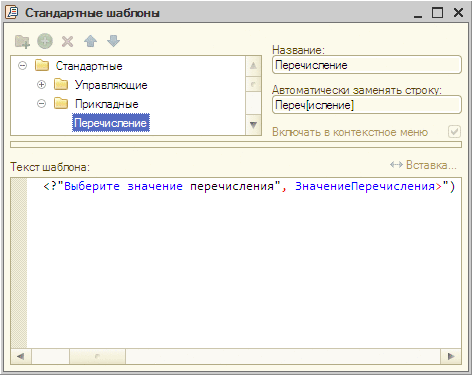 Стандартные шаблоны
Стандартные
Управляющие
Прикладные
Перечисление
Название:
Перечисление
Автоматически заменять строку:
Переч[исление]
Включать в контекстное меню
Текст шаблона:
Вставка...
<?"Выберите значение перечисления", ЗначениеПеречисления>")